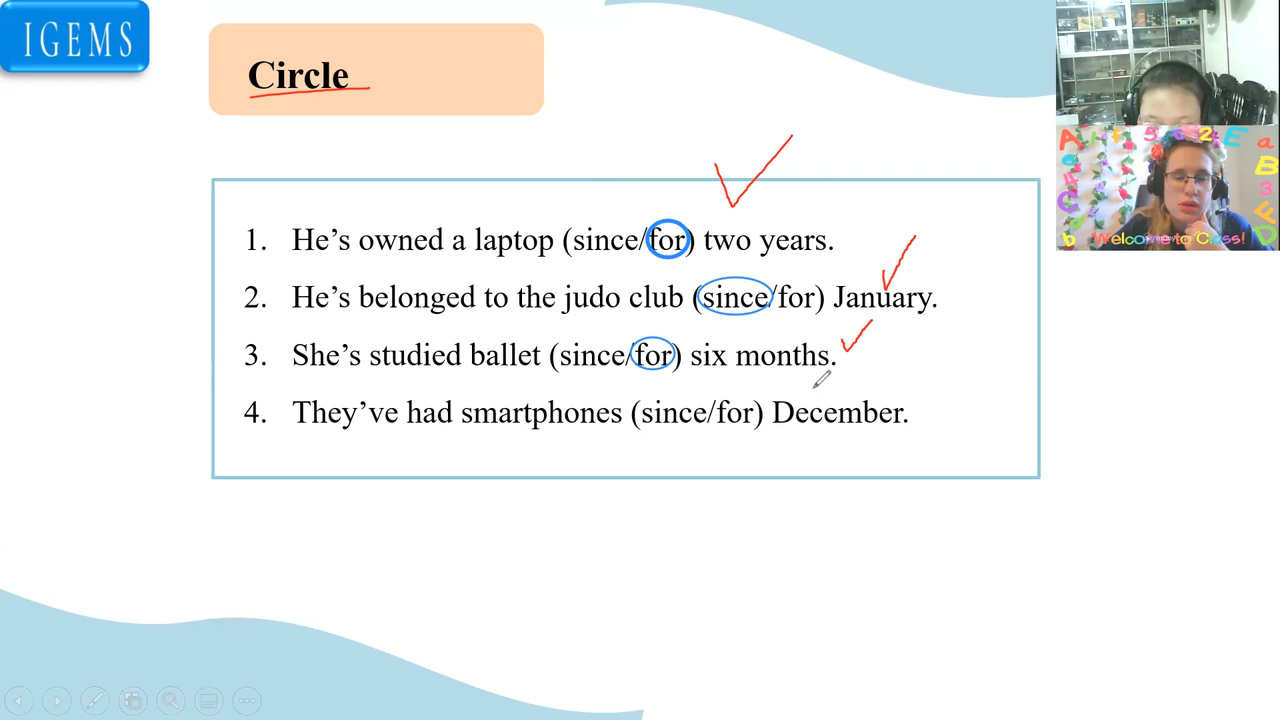 IGEMS
Circle
1. He's owned a laptop (since/for) two years.
2. He's belonged to the judo club (since/for) January.
3. She's studied ballet (since/for) six months.
4. They've had smartphones (since/for) December.
Welcome to Class!